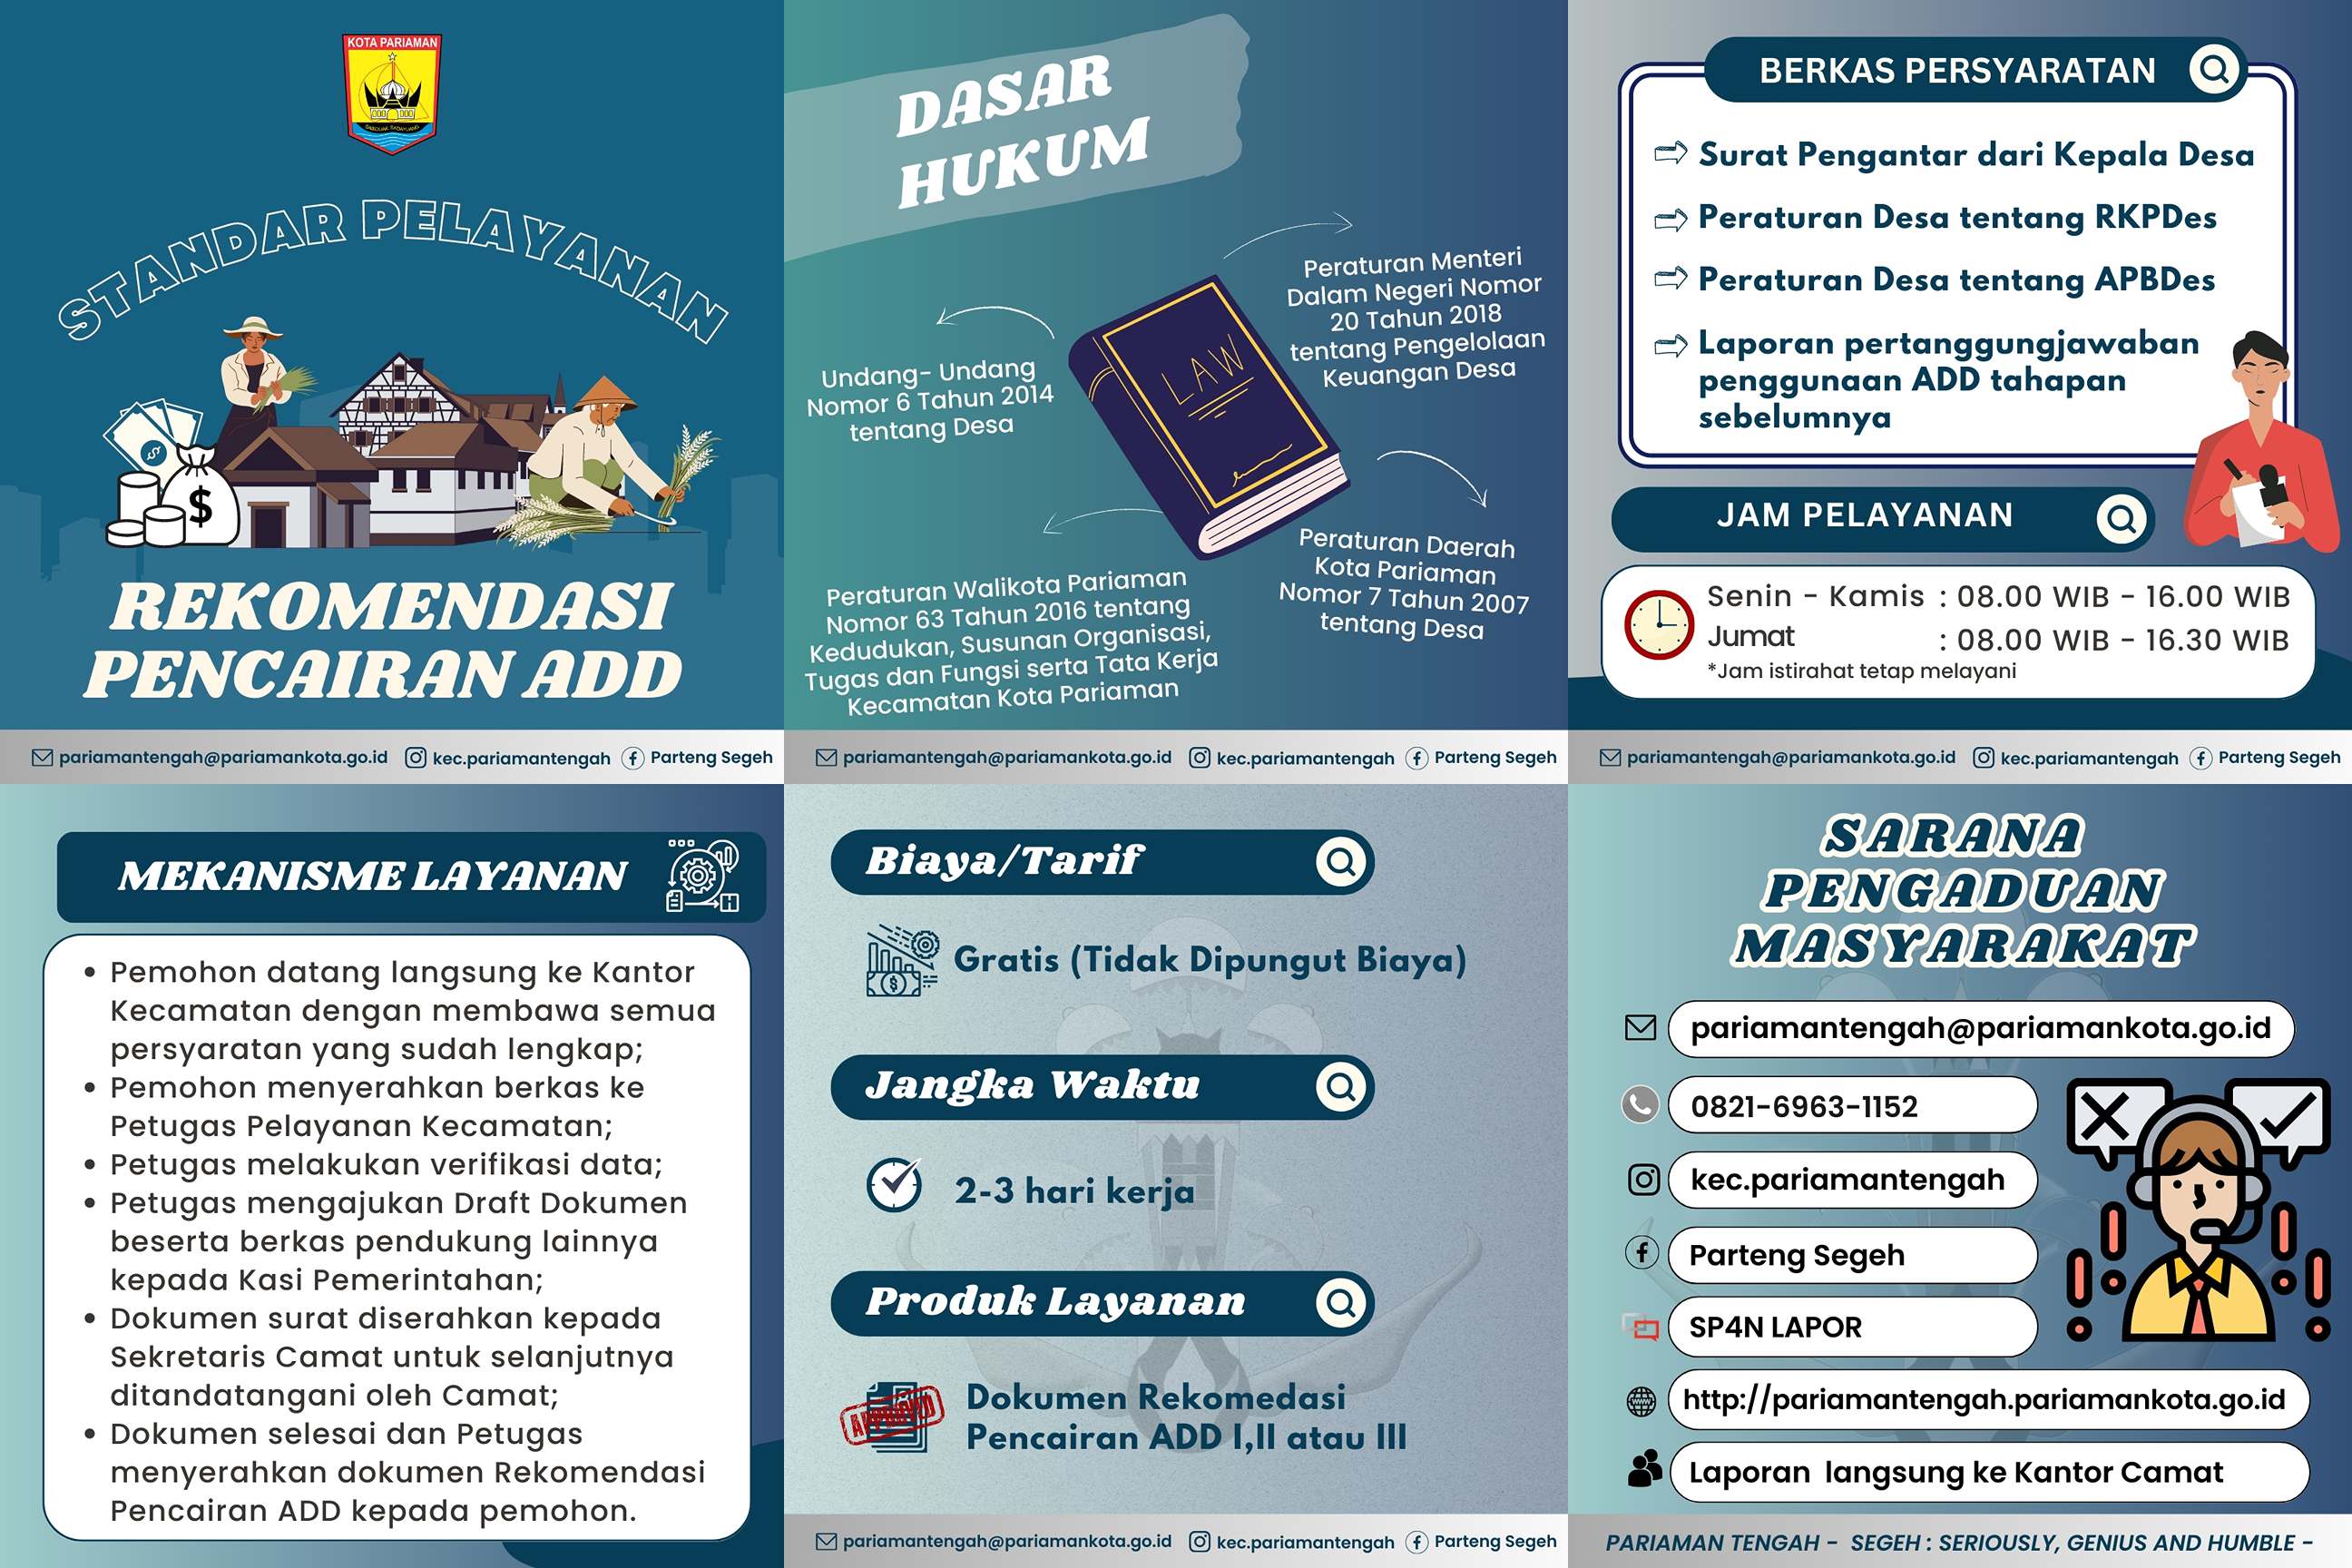 KOTA PARIAMAN
SABIDUAK SADAYUANG
STANDAR PELAYANAN
$
$
REKOMENDASI
PENCAIRAN ADD
pariamantengah@pariamankota.go.id kec.pariamantengah Parteng Segeh
DASAR
HUKUM
Undang- Undang
Nomor 6 Tahun 2014
tentang Desa
LAW
Peraturan Menteri
Dalam Negeri Nomor
20 Tahun 2018
tentang Pengelolaan
Keuangan Desa
Peraturan Walikota Pariaman
Nomor 63 Tahun 2016 tentang
Kedudukan, Susunan Organisasi,
Tugas dan Fungsi serta Tata Kerja
Kecamatan Kota Pariaman
Peraturan Daerah
Kota Pariaman
Nomor 7 Tahun 2007
tentang Desa
pariamantengah@pariamankota.go.id kec.pariamantengah Parteng Segeh
BERKAS PERSYARATAN
Surat Pengantar dari Kepala Desa
Peraturan Desa tentang RKPDes
Peraturan Desa tentang APBDes
Laporan pertanggungjawaban
penggunaan ADD tahapan
sebelumnya
JAM PELAYANAN
Senin - Kamis : 08.00 WIB - 16.00 WIB
Jumat : 08.00 WIB - 16.30 WIB
*Jam istirahat tetap melayani
pariamantengah@pariamankota.go.id kec.pariamantengah Parteng Segeh
MEKANISME LAYANAN
• Pemohon datang langsung ke Kantor
Kecamatan dengan membawa semua
persyaratan yang sudah lengkap;
• Pemohon menyerahkan berkas ke
Petugas Pelayanan Kecamatan;
• Petugas melakukan verifikasi data;
• Petugas mengajukan Draft Dokumen
beserta berkas pendukung lainnya
kepada Kasi Pemerintahan;
• Dokumen surat diserahkan kepada
Sekretaris Camat untuk selanjutnya
ditandatangani oleh Camat;
• Dokumen selesai dan Petugas
menyerahkan dokumen Rekomendasi
Pencairan ADD kepada pemohon.
Biaya/Tarif
$
Gratis (Tidak Dipungut Biaya)
Jangka Waktu
2-3 hari kerja
Produk Layanan
APPROVED
Dokumen Rekomedasi
Pencairan ADD I,II atau III
pariamantengah@pariamankota.go.id kec.pariamantengah Parteng Segeh
SARANA
PENGADUAN
MASYARAKAT
pariamantengah@pariamankota.go.id
0821-6963-1152
kec.pariamantengah
Parteng Segeh
SP4N LAPOR
http://pariamantengah.pariamankota.go.id
Laporan langsung ke Kantor Camat
PARIAMAN TENGAH - SEGEH : SERIOUSLY, GENIUS AND HUMBLE -